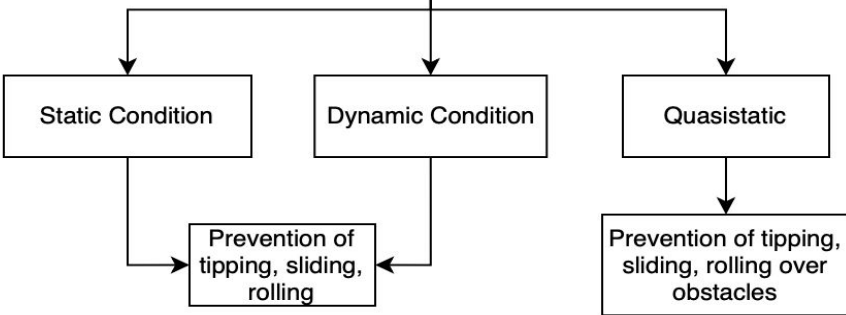 Static Condition
Dynamic Condition
Quasistatic
Prevention of
tipping, sliding,
rolling
Prevention of tipping,
sliding, rolling over
obstacles